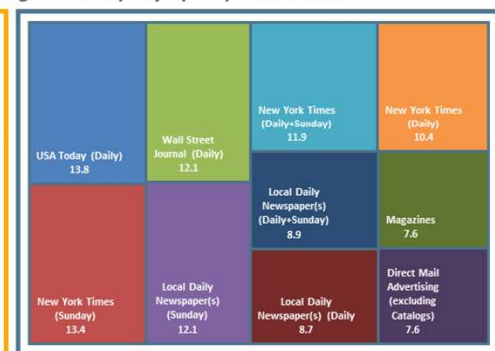 USA Today (Daily)
13.8
Wall Street
Journal (Daily)
12.1
New York Times
(Daily+Sunday)
11.9
New York Times
(Daily)
10.4
Local Daily
Newspaper(s)
(Daily+Sunday)
8.9
Magazines
7.6
New York Times
(Sunday)
13.4
Local Daily
Newspaper(s)
(Sunday)
12.1
Local Daily
Newspaper(s) (Daily
8.7
Direct Mail
Advertising
(excluding
Catalogs)
7.6